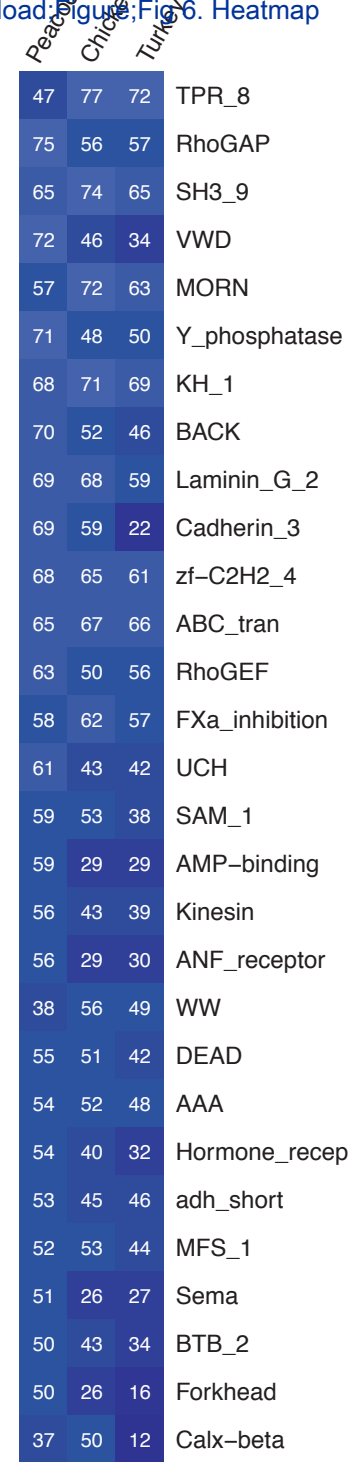 load;Figure;Fig 6. Heatmap
Peacock Chicken Turkey
47 77 72 TPR_8
75 56 57 RhoGAP
65 74 65 SH3_9
72 46 34 VWD
57 72 63 MORN
71 48 50 Y_phosphatase
68 71 69 KH_1
70 52 46 BACK
69 68 59 Laminin_G_2
69 59 22 Cadherin_3
68 65 61 zf−C2H2_4
65 67 66 ABC_tran
63 50 56 RhoGEF
58 62 57 FXa_inhibition
61 43 42 UCH
59 53 38 SAM_1
59 29 29 AMP−binding
56 43 39 Kinesin
56 29 30 ANF_receptor
38 56 49 WW
55 51 42 DEAD
54 52 48 AAA
54 40 32 Hormone_recep
53 45 46 adh_short
52 53 44 MFS_1
51 26 27 Sema
50 43 34 BTB_2
50 26 16 Forkhead
37 50 12 Calx−beta